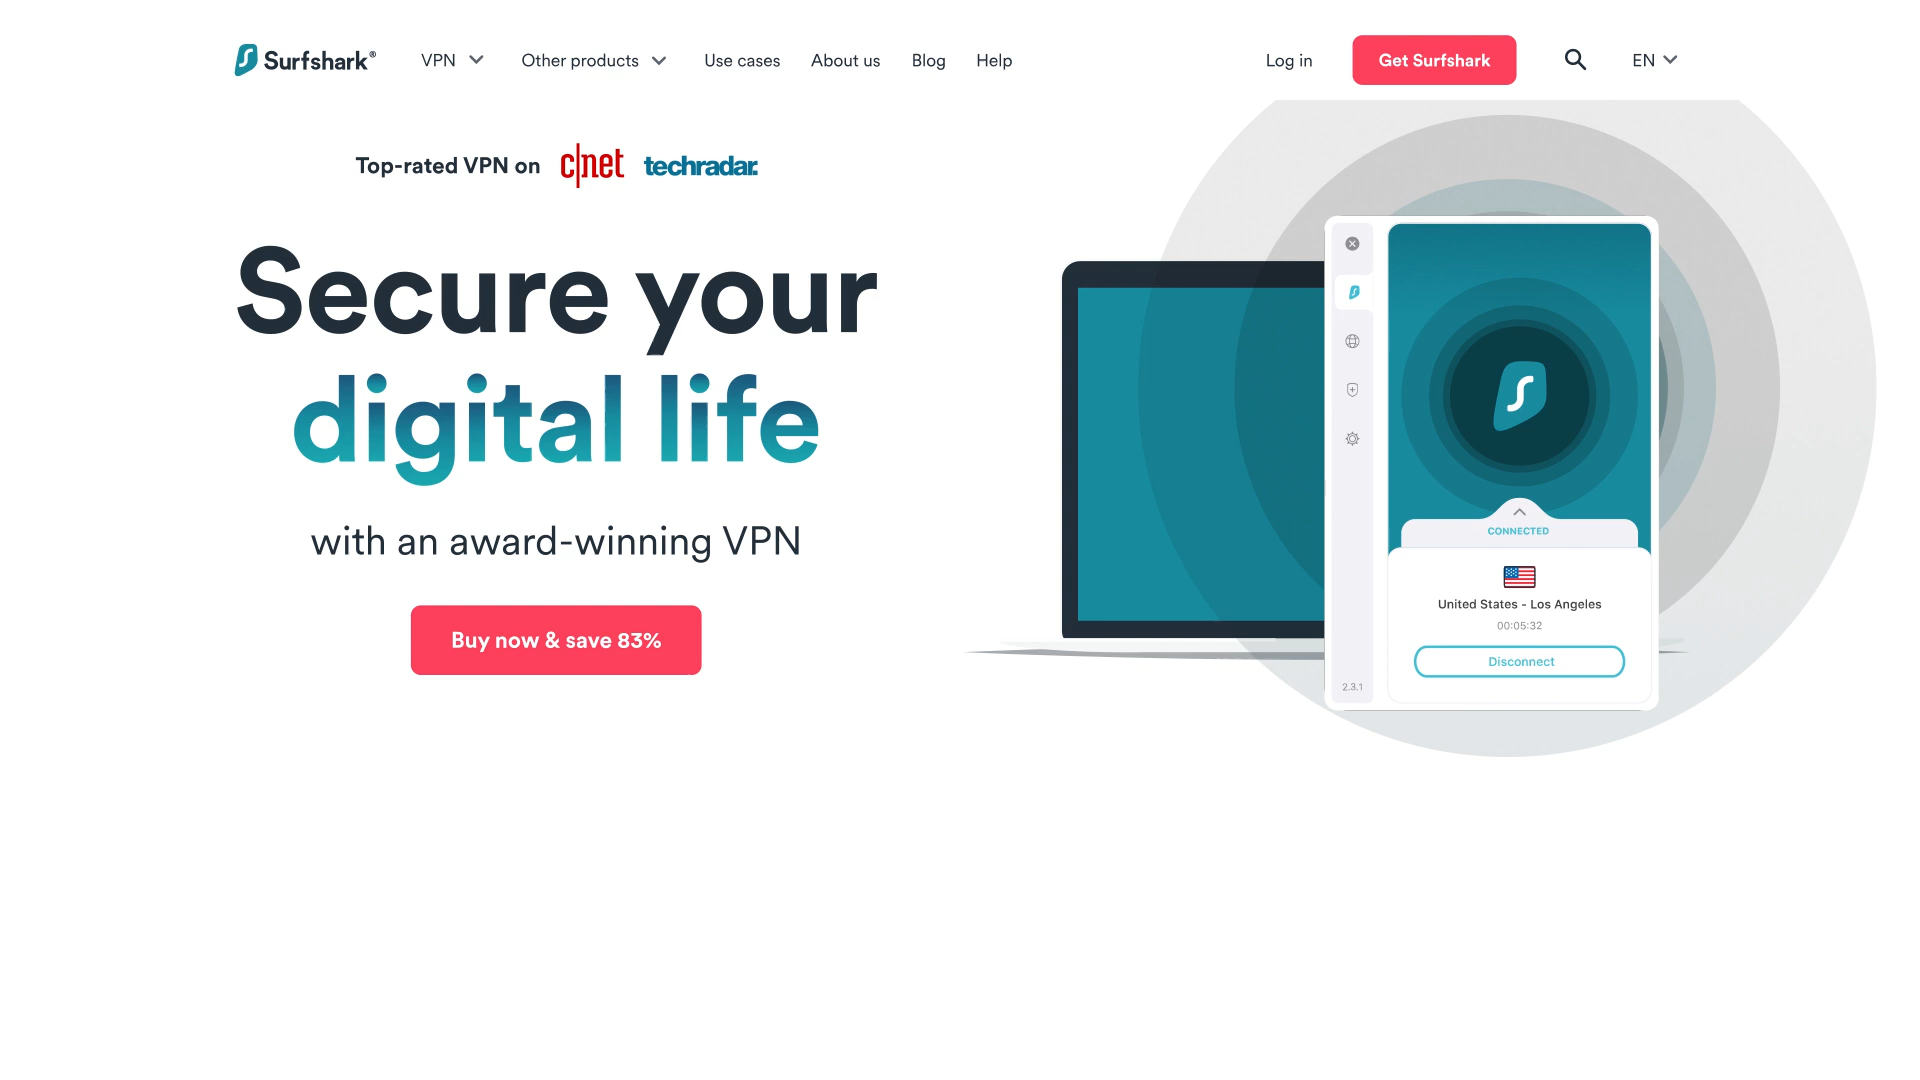 Surfshark®
VPN
Other products
Use cases
About us
Blog
Help
Log in
Get Surfshark
EN
Top-rated VPN on c|net techradar.
Secure your
digital life
with an award-winning VPN
Buy now & save 83%
CONNECTED
United States - Los Angeles
00:05:32
Disconnect
2.3.1